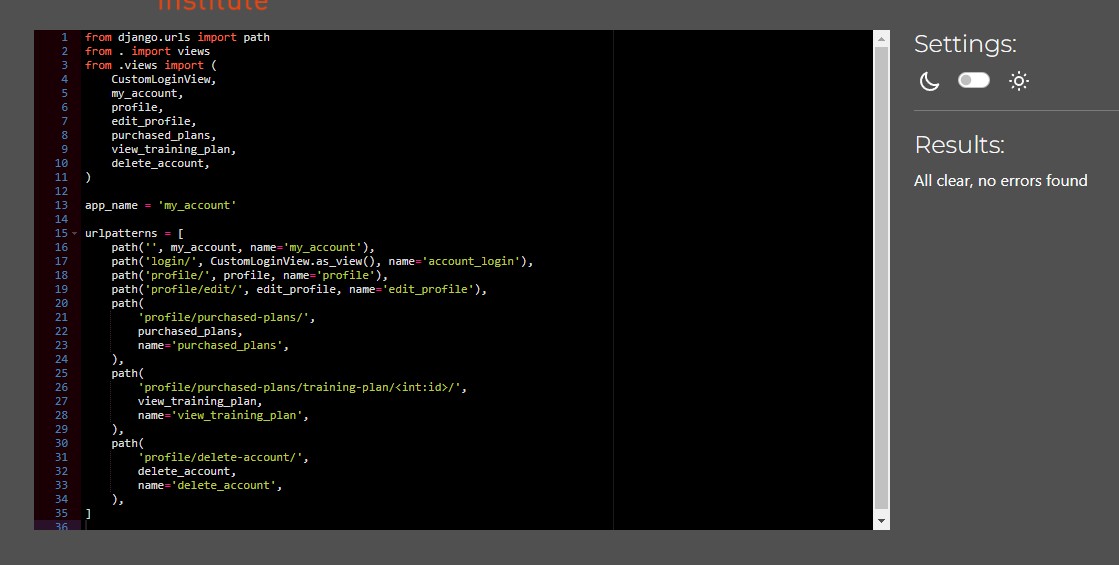 institute
1 from django.urls import path
2 from . import views
3 from .views import (
4     CustomLoginView,
5     my_account,
6     profile,
7     edit_profile,
8     purchased_plans,
9     view_training_plan,
10     delete_account,
11 )
12
13 app_name = 'my_account'
14
15 urlpatterns = [
16     path('', my_account, name='my_account'),
17     path('login/', CustomLoginView.as_view(), name='account_login'),
18     path('profile/', profile, name='profile'),
19     path('profile/edit/', edit_profile, name='edit_profile'),
20     path(
21         'profile/purchased-plans/',
22         purchased_plans,
23         name='purchased_plans',
24     ),
25     path(
26         'profile/purchased-plans/training-plan/<int:id>/',
27         view_training_plan,
28         name='view_training_plan',
29     ),
30     path(
31         'profile/delete-account/',
32         delete_account,
33         name='delete_account',
34     ),
35 ]
36
Settings:
Results:
All clear, no errors found